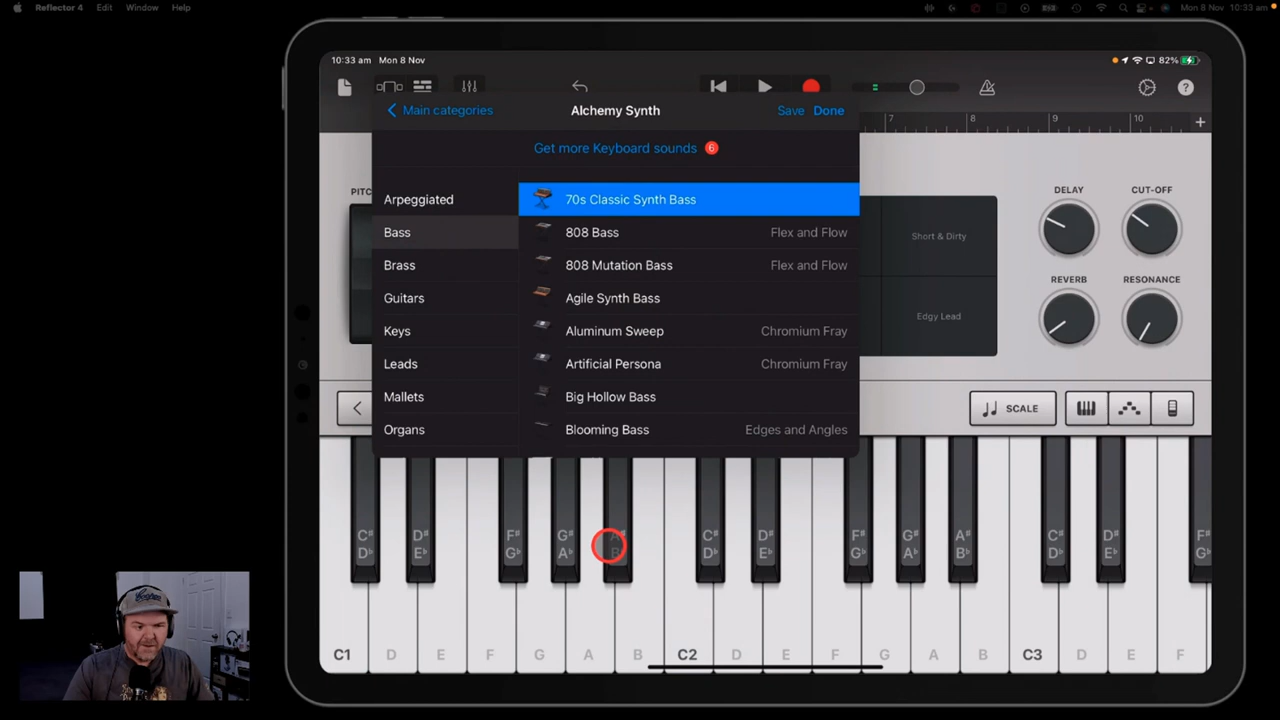 Reflector 4 Edit Window Help Mon 8 Nov 10:33 am
10:33 am Mon 8 Nov 82%
Main categories Alchemy Synth Save Done
7 8 9 10
Get more Keyboard sounds 6
PITC
DELAY CUT-OFF
Arpeggiated 70s Classic Synth Bass
Bass 808 Bass Flex and Flow Short & Dirty
Brass 808 Mutation Bass Flex and Flow
REVERB RESONANCE
Guitars Agile Synth Bass
Edgy Lead
Keys Aluminum Sweep Chromium Fray
Leads Artificial Persona Chromium Fray
Mallets Big Hollow Bass
SCALE
Organs Blooming Bass Edges and Angles
C# D# F# G# A# C# D# F# G# A# C# D# F#
D♭ E♭ G♭ A♭ B D♭ E♭ G♭ A♭ B♭ D♭ E♭ G♭
C1 D E F G A B C2 D E F G A B C3 D E F